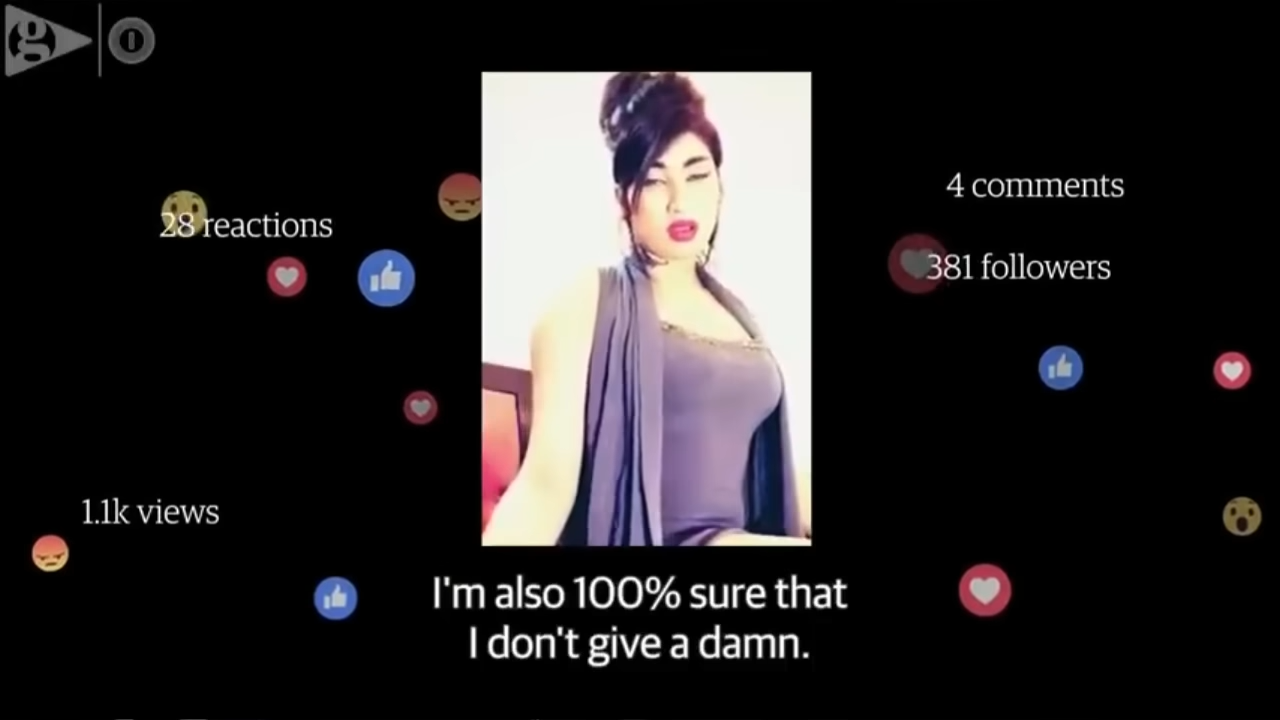 g
28 reactions
4 comments
381 followers
1.1k views
I'm also 100% sure that
I don't give a damn.